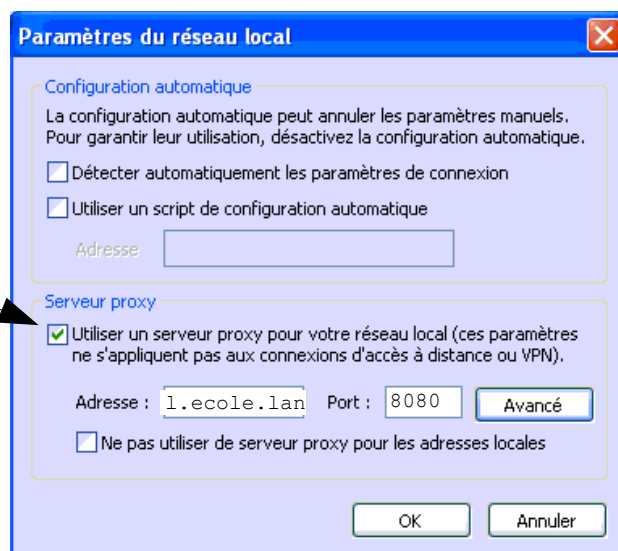 Paramètres du réseau local
Configuration automatique
La configuration automatique peut annuler les paramètres manuels.
Pour garantir leur utilisation, désactivez la configuration automatique.
Détecter automatiquement les paramètres de connexion
Utiliser un script de configuration automatique
Adresse
Serveur proxy
Utiliser un serveur proxy pour votre réseau local (ces paramètres
ne s'appliquent pas aux connexions d'accès à distance ou VPN).
Adresse : l.ecole.lan Port : 8080 Avancé
Ne pas utiliser de serveur proxy pour les adresses locales
OK Annuler